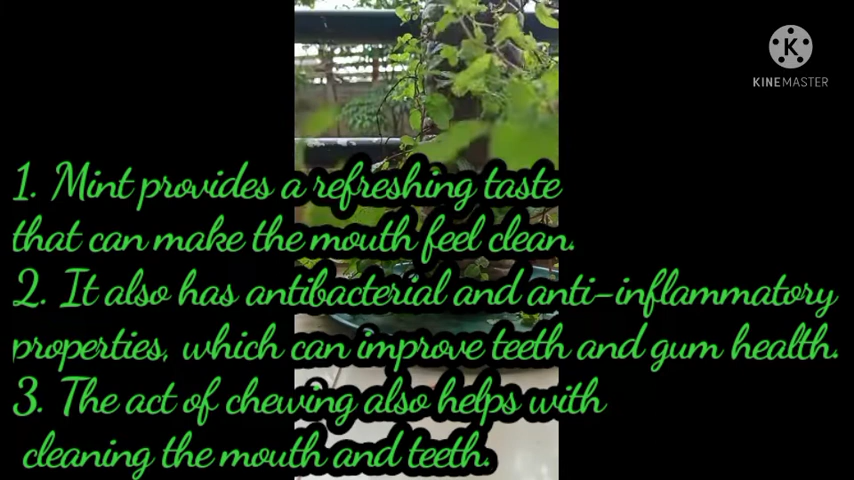 KINEMASTER
1. Mint provides a refreshing taste
that can make the mouth feel clean.
2. It also has antibacterial and anti-inflammatory
properties, which can improve teeth and gum health.
3. The act of chewing also helps with
cleaning the mouth and teeth.